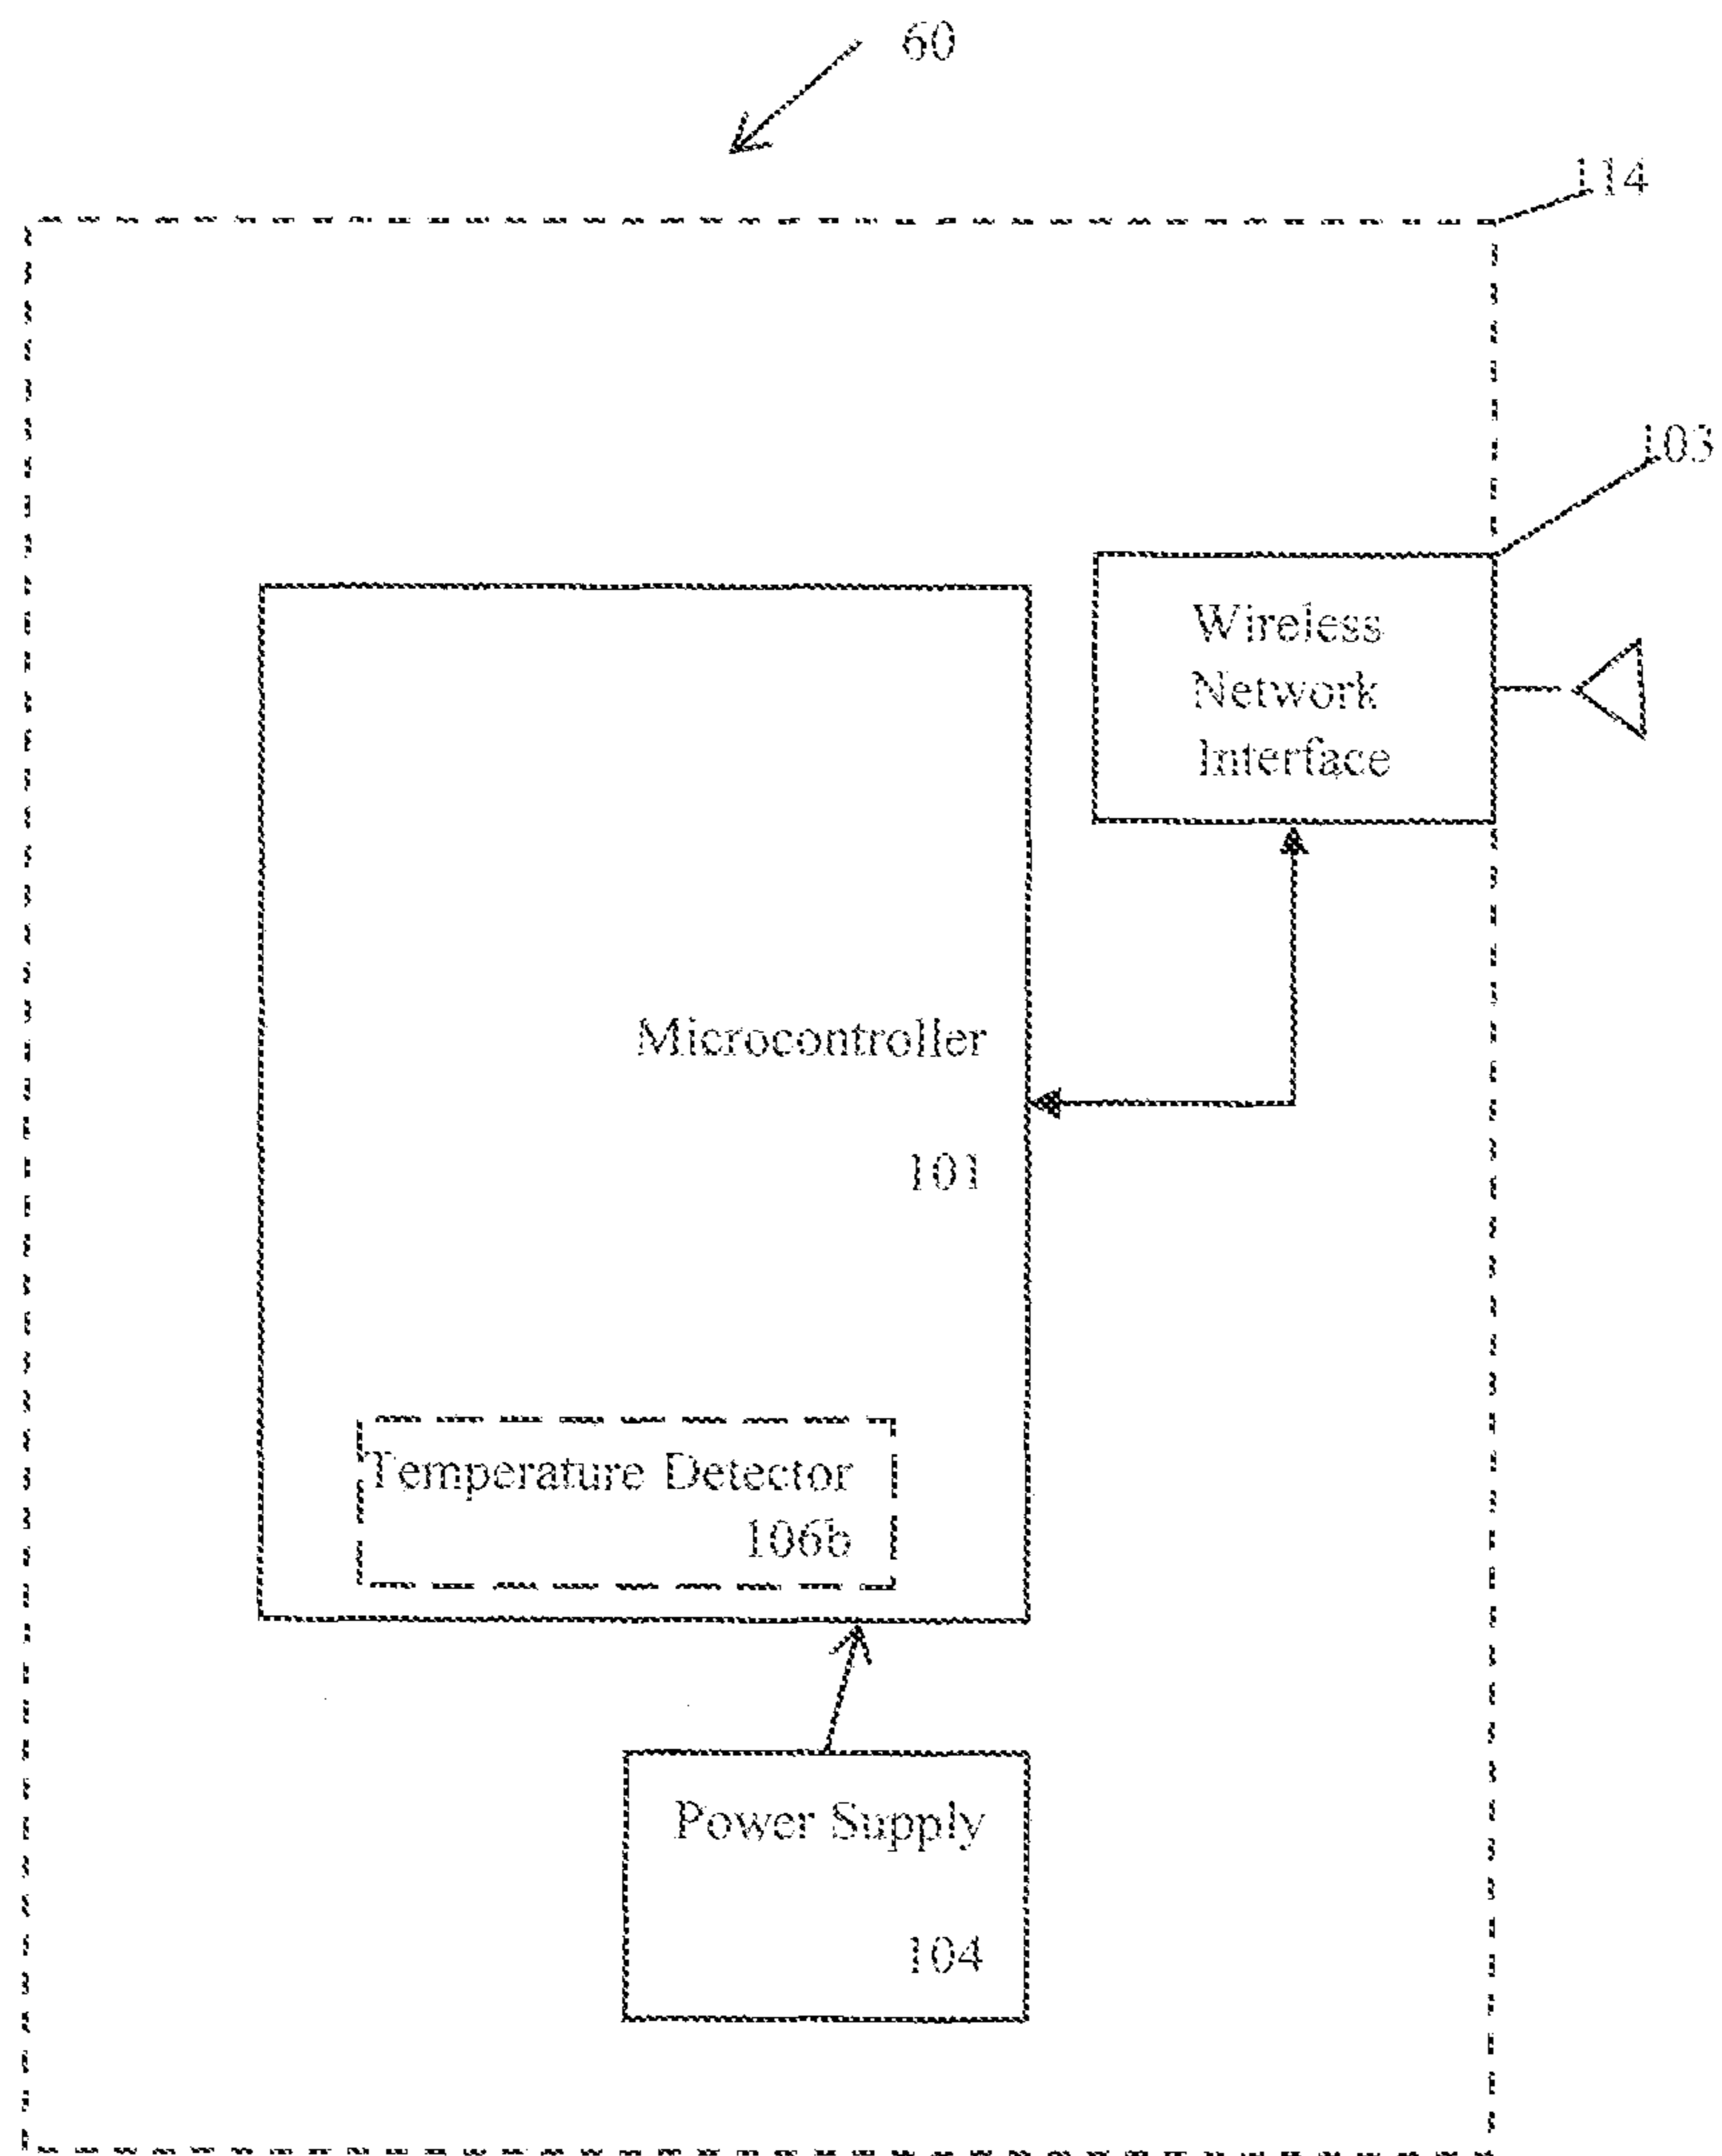 60
114
103
Wireless
Network
Interface
Microcontroller
101
Temperature Detector
106b
Power Supply
104